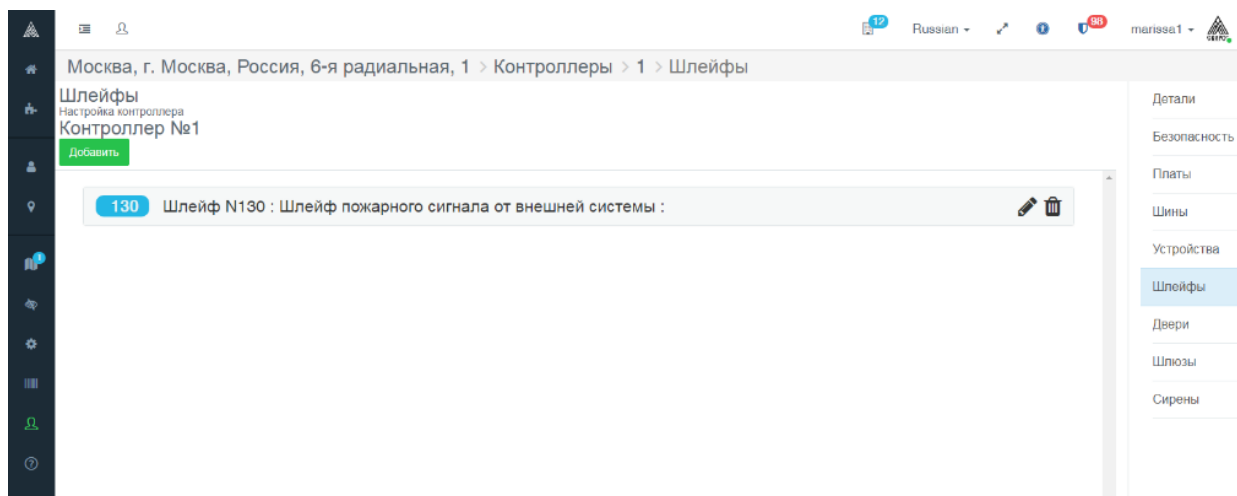 12
Russian
98
marissa1
Москва, г. Москва, Россия, 6-я радиальная, 1 > Контроллеры > 1 > Шлейфы
Шлейфы
Настройка контроллера
Контроллер №1
Добавить
130 Шлейф N130 : Шлейф пожарного сигнала от внешней системы :
Детали
Безопасность
Платы
Шины
Устройства
Шлейфы
Двери
Шлюзы
Сирены